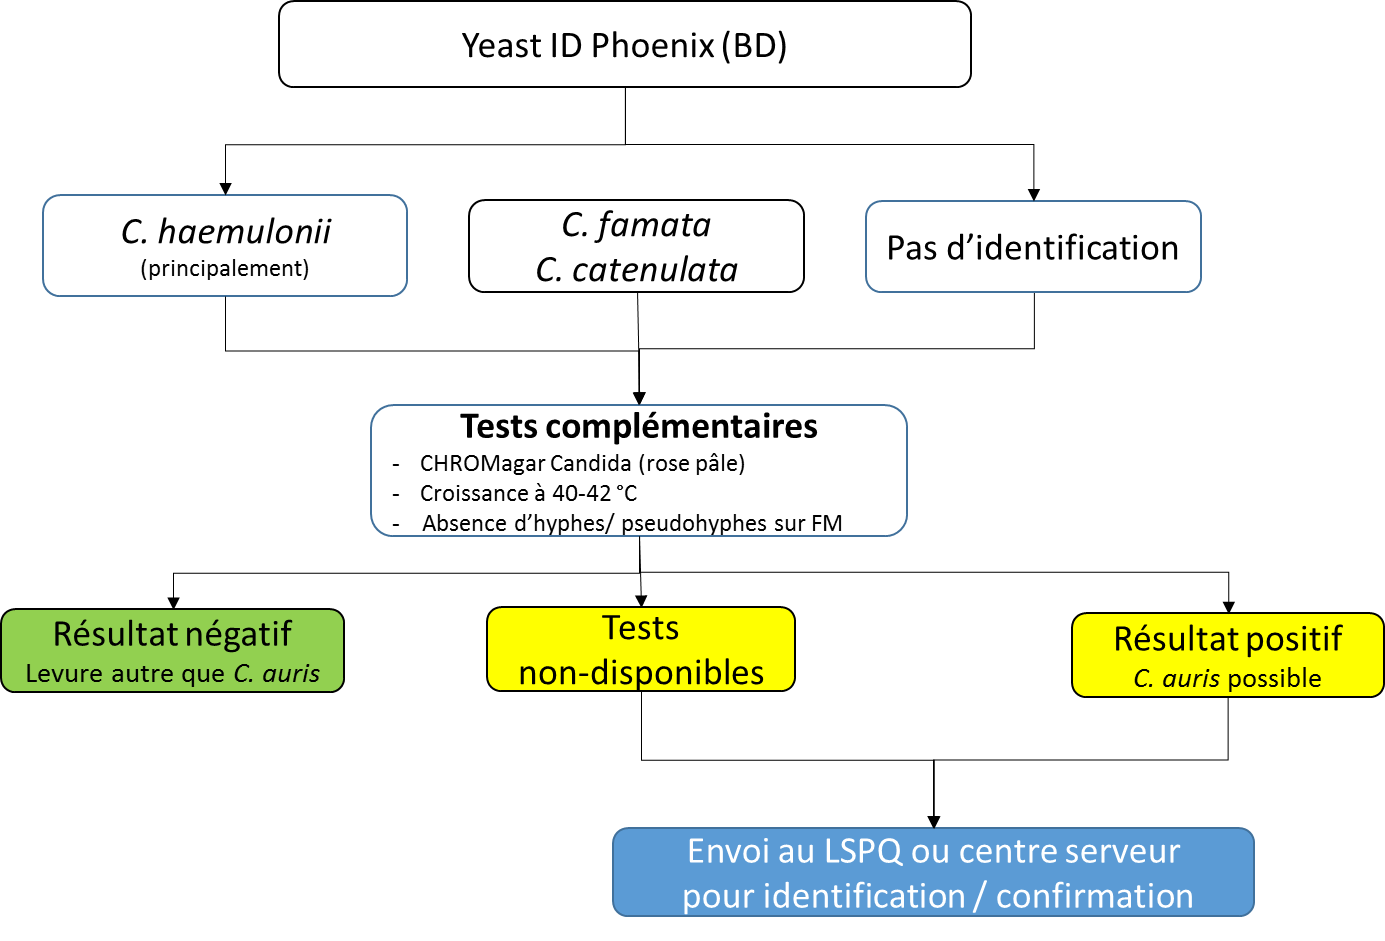 Yeast ID Phoenix (BD)
C. haemulonii
(principalement)
C. famata
C. catenulata
Pas d’identification
Tests complémentaires
- CHROMagar Candida (rose pâle)
- Croissance à 40-42 °C
- Absence d’hyphes/ pseudohyphes sur FM
Résultat négatif
Levure autre que C. auris
Tests
non-disponibles
Résultat positif
C. auris possible
Envoi au LSPQ ou centre serveur
pour identification / confirmation